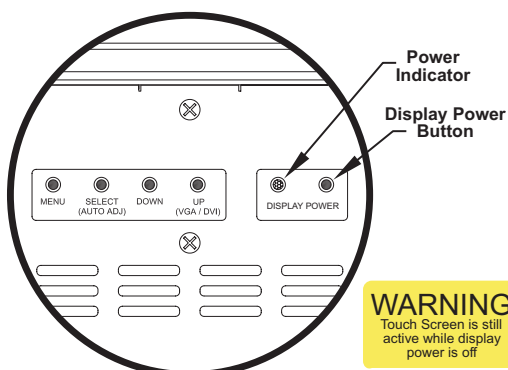 Power
Indicator
Display Power
Button
MENU
SELECT
(AUTO ADJ)
DOWN
UP
(VGA / DVI)
DISPLAY POWER
WARNING
Touch Screen is still
active while display
power is off